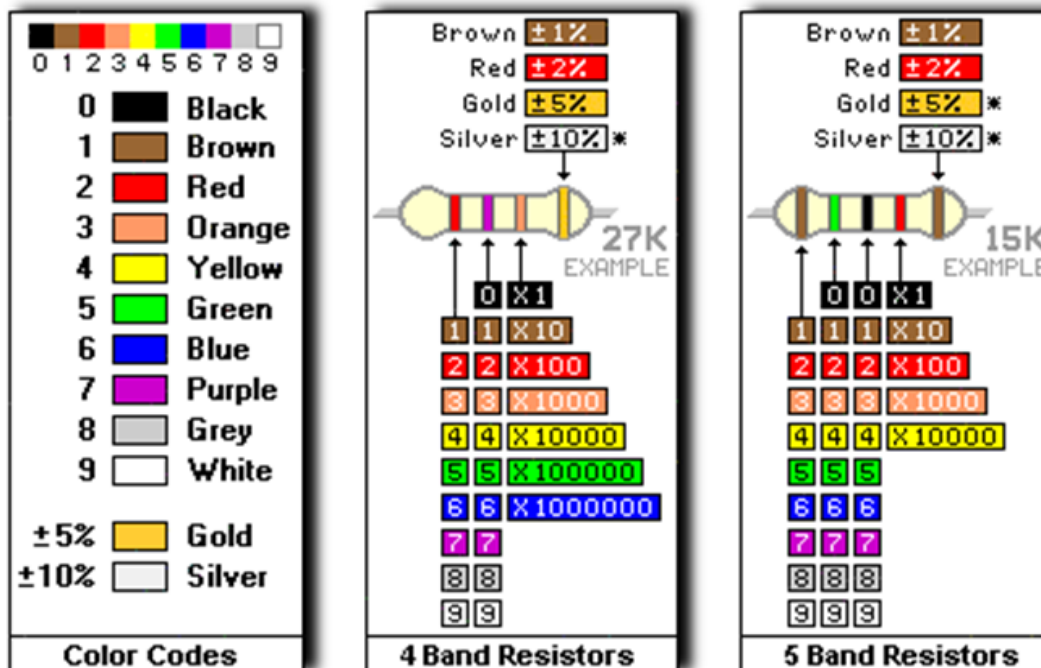 0 1 2 3 4 5 6 7 8 9
0 Black
1 Brown
2 Red
3 Orange
4 Yellow
5 Green
6 Blue
7 Purple
8 Grey
9 White
±5% Gold
±10% Silver
Color Codes
Brown ±1%
Red ±2%
Gold ±5%
Silver ±10% *
27K
EXAMPLE
0 X1
1 1 X10
2 2 X100
3 3 X1000
4 4 X10000
5 5 X100000
6 6 X1000000
7 7
8 8
9 9
4 Band Resistors
Brown ±1%
Red ±2%
Gold ±5% *
Silver ±10% *
15K
EXAMPLE
0 0 X1
1 1 1 X10
2 2 2 X100
3 3 3 X1000
4 4 4 X10000
5 5 5
6 6 6
7 7 7
8 8 8
9 9 9
5 Band Resistors